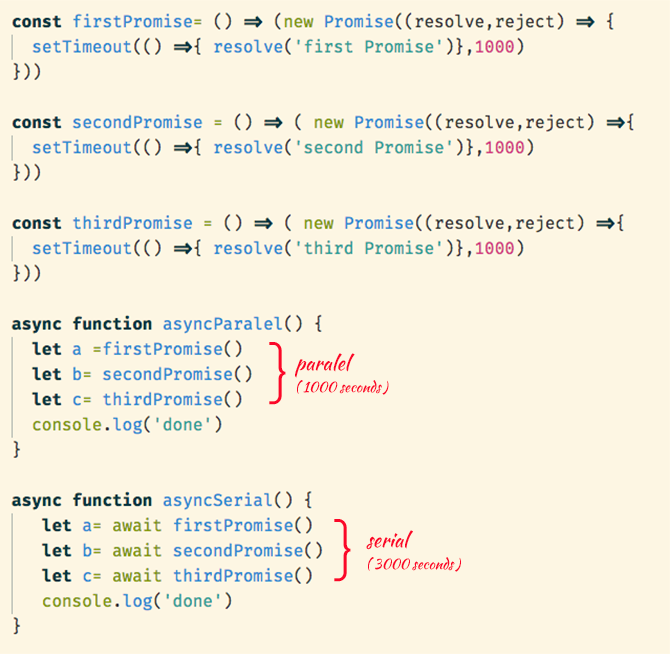 const firstPromise= () => (new Promise((resolve,reject) => {
setTimeout(() =>{ resolve('first Promise')},1000)
}))
const secondPromise = () => ( new Promise((resolve,reject) =>{
setTimeout(() =>{ resolve('second Promise')},1000)
}))
const thirdPromise = () => ( new Promise((resolve,reject) =>{
setTimeout(() =>{ resolve('third Promise')},1000)
}))
async function asyncParalel() {
let a =firstPromise()
let b= secondPromise()
let c= thirdPromise()
paralel
(1000 seconds)
console.log('done')
}
async function asyncSerial() {
let a= await firstPromise()
let b= await secondPromise()
let c= await thirdPromise()
serial
(3000 seconds)
console.log('done')
}